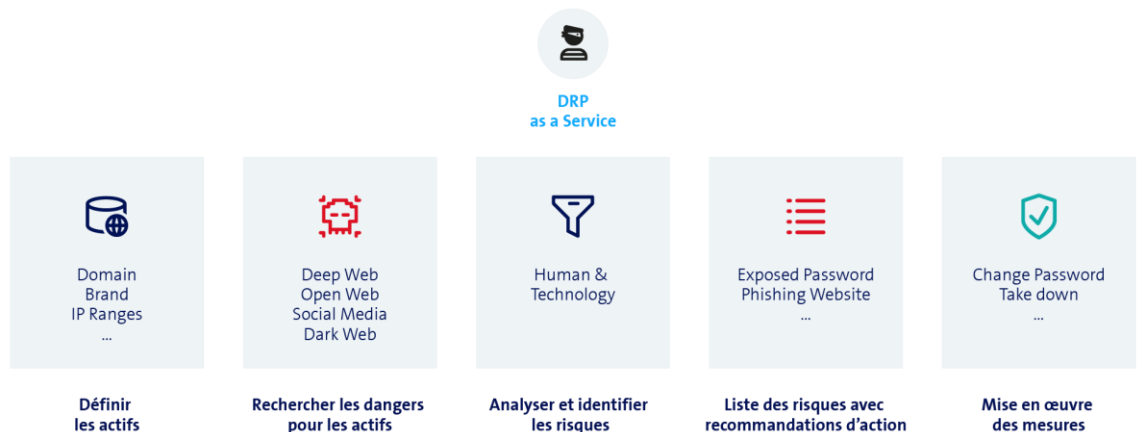 DRP
as a Service
Domain
Brand
IP Ranges
...
Deep Web
Open Web
Social Media
Dark Web
Human &
Technology
Exposed Password
Phishing Website
...
Change Password
Take down
...
Définir
les actifs
Rechercher les dangers
pour les actifs
Analyser et identifier
les risques
Liste des risques avec
recommandations d'action
Mise en œuvre
des mesures